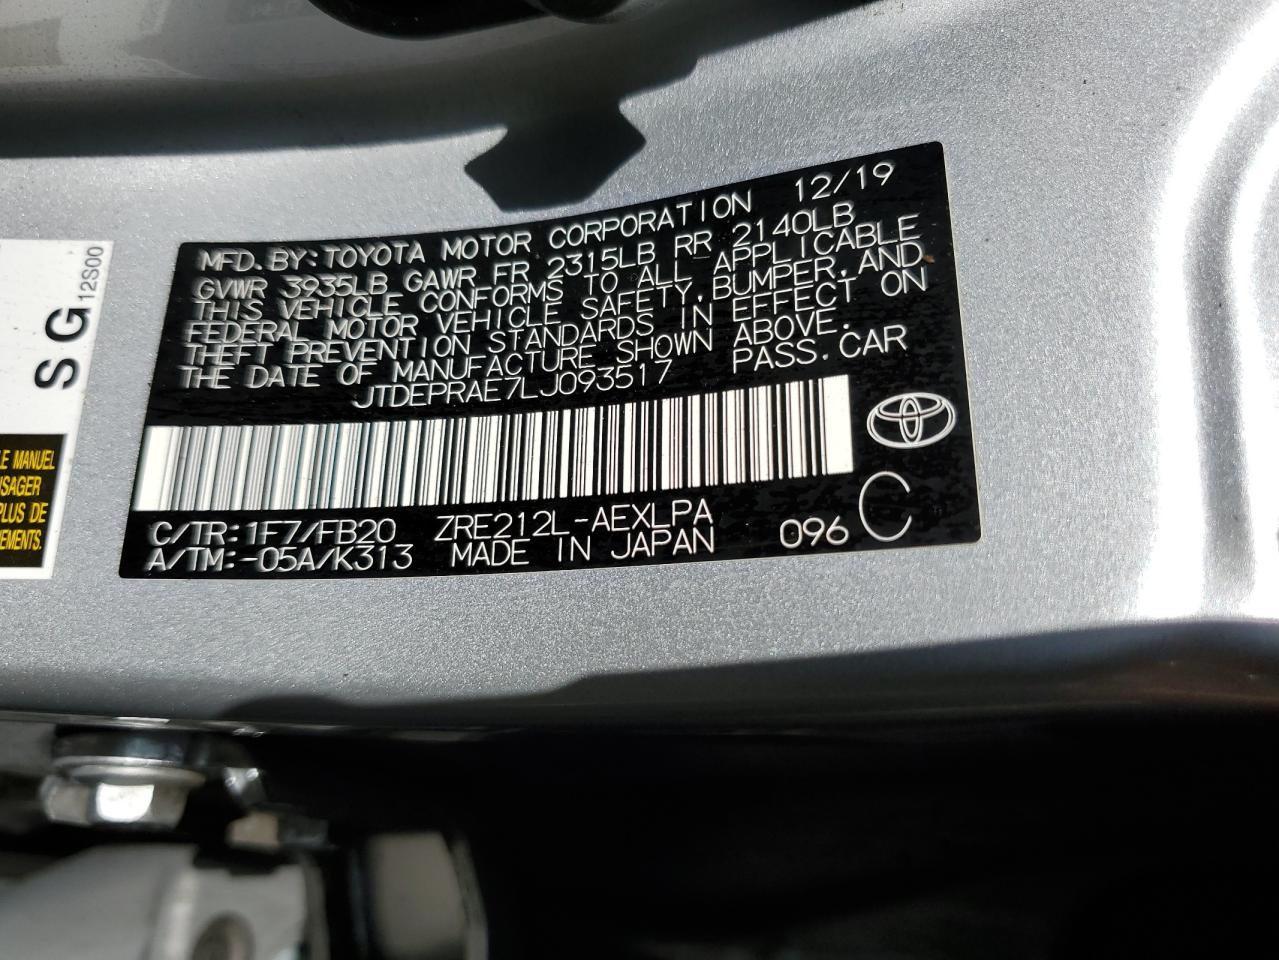 MFD.BY:TOYOTA MOTOR CORPORATION 12/19
GVWR 3935LB GAWR FR 2315LB RR 2140LB
THIS VEHICLE CONFORMS TO ALL APPLICABLE
FEDERAL MOTOR VEHICLE SAFETY,BUMPER,AND
THEFT PREVENTION STANDARDS IN EFFECT ON
THE DATE OF MANUFACTURE SHOWN ABOVE.
JTDEPRAE7LJ093517 PASS.CAR
C/TR:1F7/FB20 ZRE212L-AEXLPA
A/TM:-05A/K313 MADE IN JAPAN 096 C
SG
12S00
LE MANUEL
PLUS DE